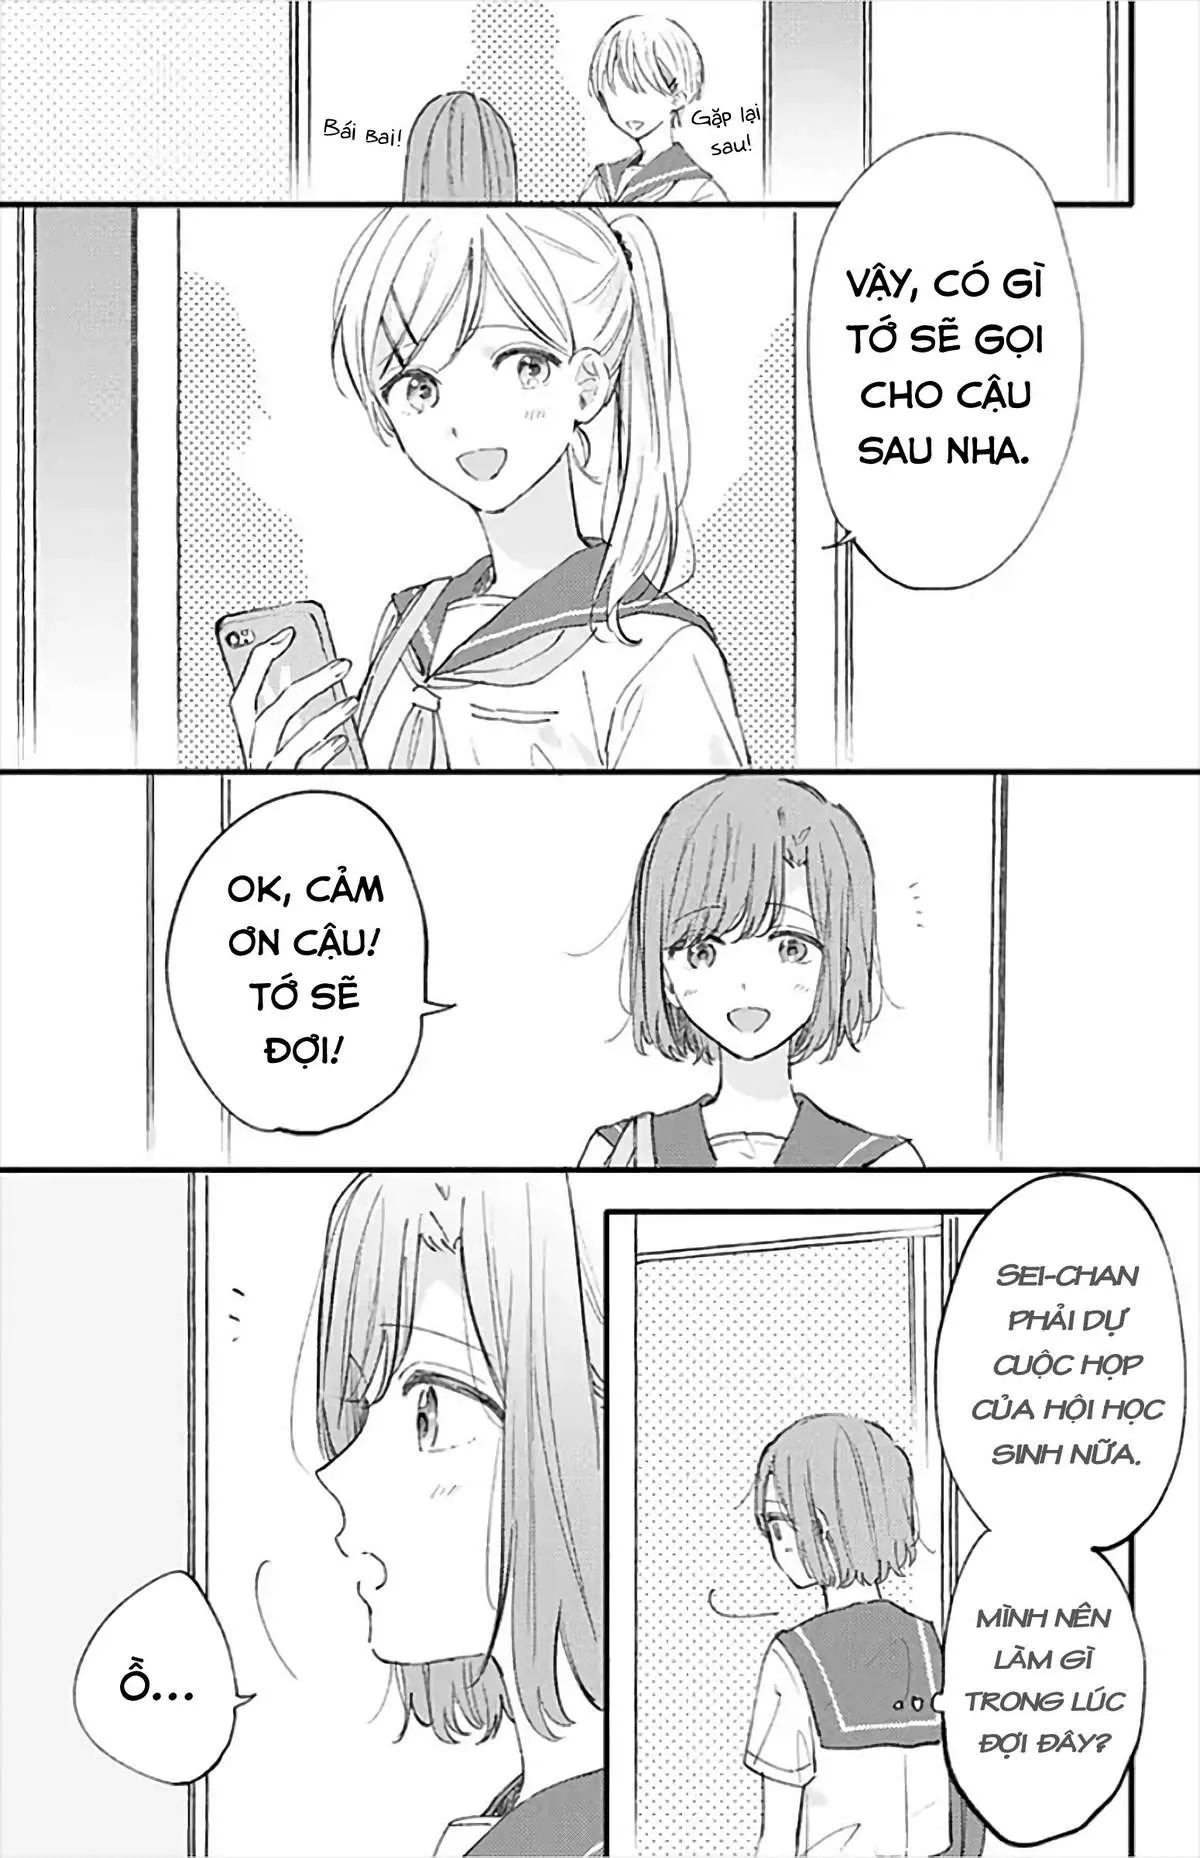 Gặp lại
sau!
Bái bai!
VẬY, CÓ GÌ
TỚ SẼ GỌI
CHO CẬU
SAU NHA.
OK, CẢM
ƠN CẬU!
TỚ SẼ
ĐỢI!
SEI-CHAN
PHẢI DỰ
CUỘC HỌP
CỦA HỘI HỌC
SINH NỮA.
MÌNH NÊN
LÀM GÌ
TRONG LÚC
ĐỢI ĐÂY?
Ồ...